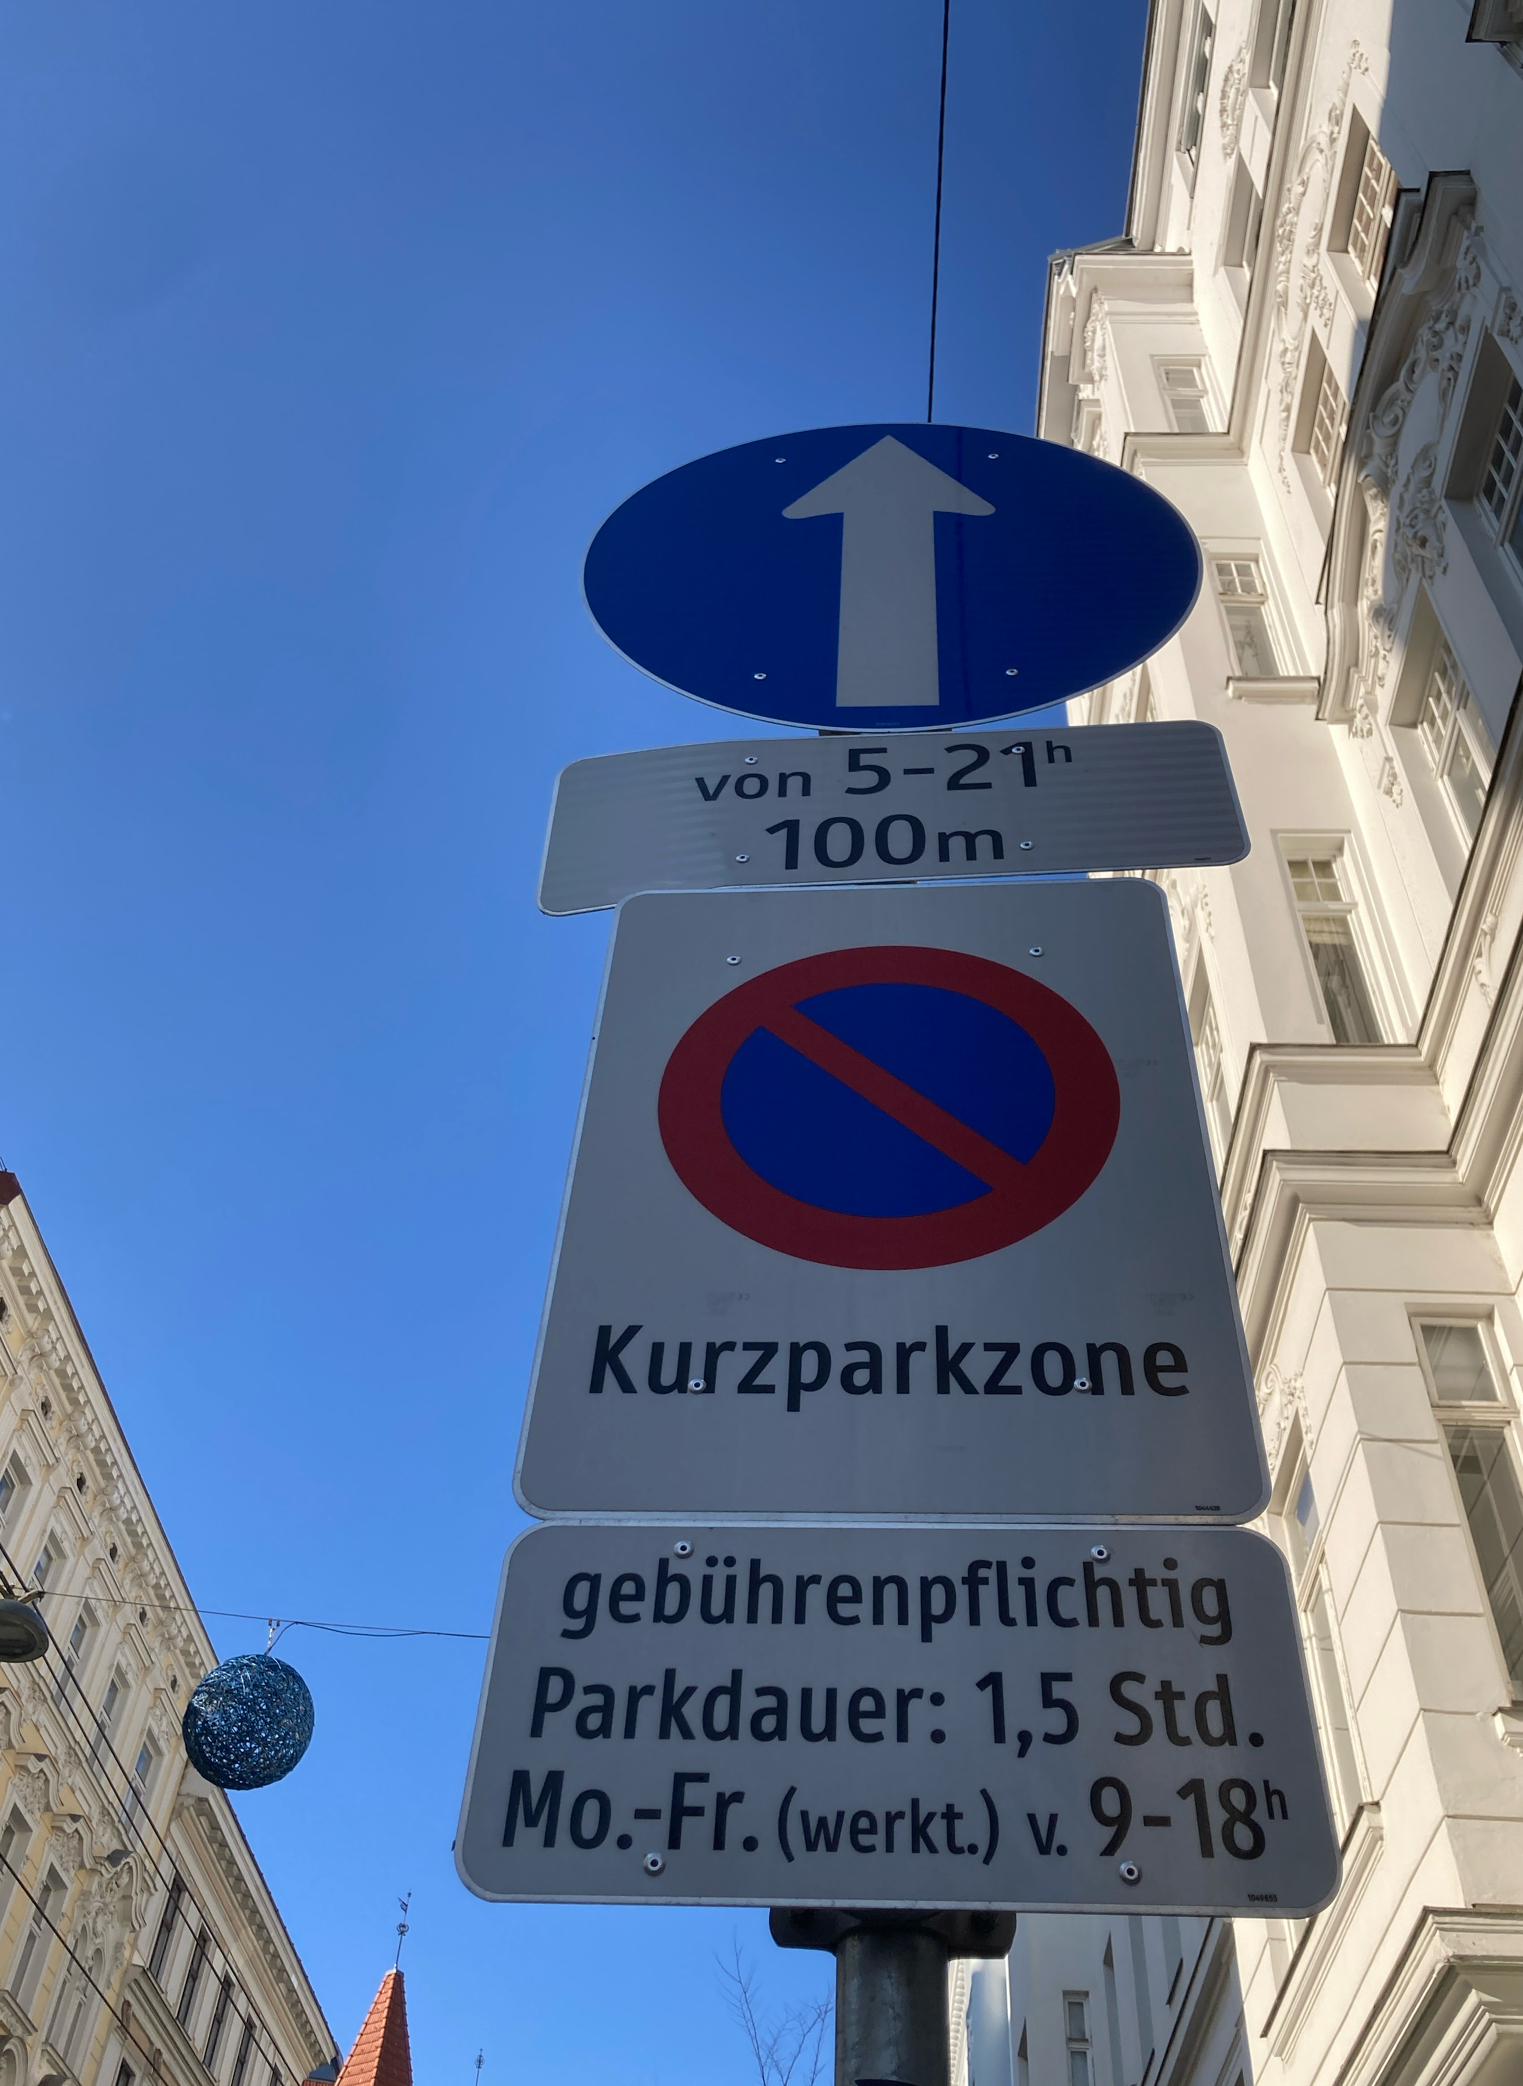 von 5-21h
100m
Kurzparkzone
gebührenpflichtig
Parkdauer: 1,5 Std.
Mo.-Fr. (werkt.) v. 9-18h